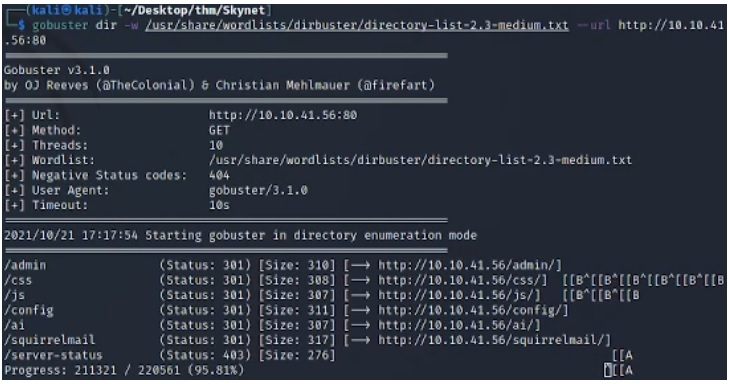 ┌──(kali㉿kali)-[~/Desktop/thm/Skynet]
└─$ gobuster dir -w /usr/share/wordlists/dirbuster/directory-list-2.3-medium.txt --url http://10.10.41
.56:80
===============================================================
Gobuster v3.1.0
by OJ Reeves (@TheColonial) & Christian Mehlmauer (@firefart)
===============================================================
[+] Url: http://10.10.41.56:80
[+] Method: GET
[+] Threads: 10
[+] Wordlist: /usr/share/wordlists/dirbuster/directory-list-2.3-medium.txt
[+] Negative Status codes: 404
[+] User Agent: gobuster/3.1.0
[+] Timeout: 10s
===============================================================
2021/10/21 17:17:54 Starting gobuster in directory enumeration mode
===============================================================
/admin (Status: 301) [Size: 310] [--> http://10.10.41.56/admin/]
/css (Status: 301) [Size: 308] [--> http://10.10.41.56/css/] [[B^[[B^[[B^[[B^[[B^[[B^[[B
/js (Status: 301) [Size: 307] [--> http://10.10.41.56/js/] [[B^[[B^[[B
/config (Status: 301) [Size: 311] [--> http://10.10.41.56/config/]
/ai (Status: 301) [Size: 307] [--> http://10.10.41.56/ai/]
/squirrelmail (Status: 301) [Size: 317] [--> http://10.10.41.56/squirrelmail/]
/server-status (Status: 403) [Size: 276] [[A
Progress: 211321 / 220561 (95.81%) [[A